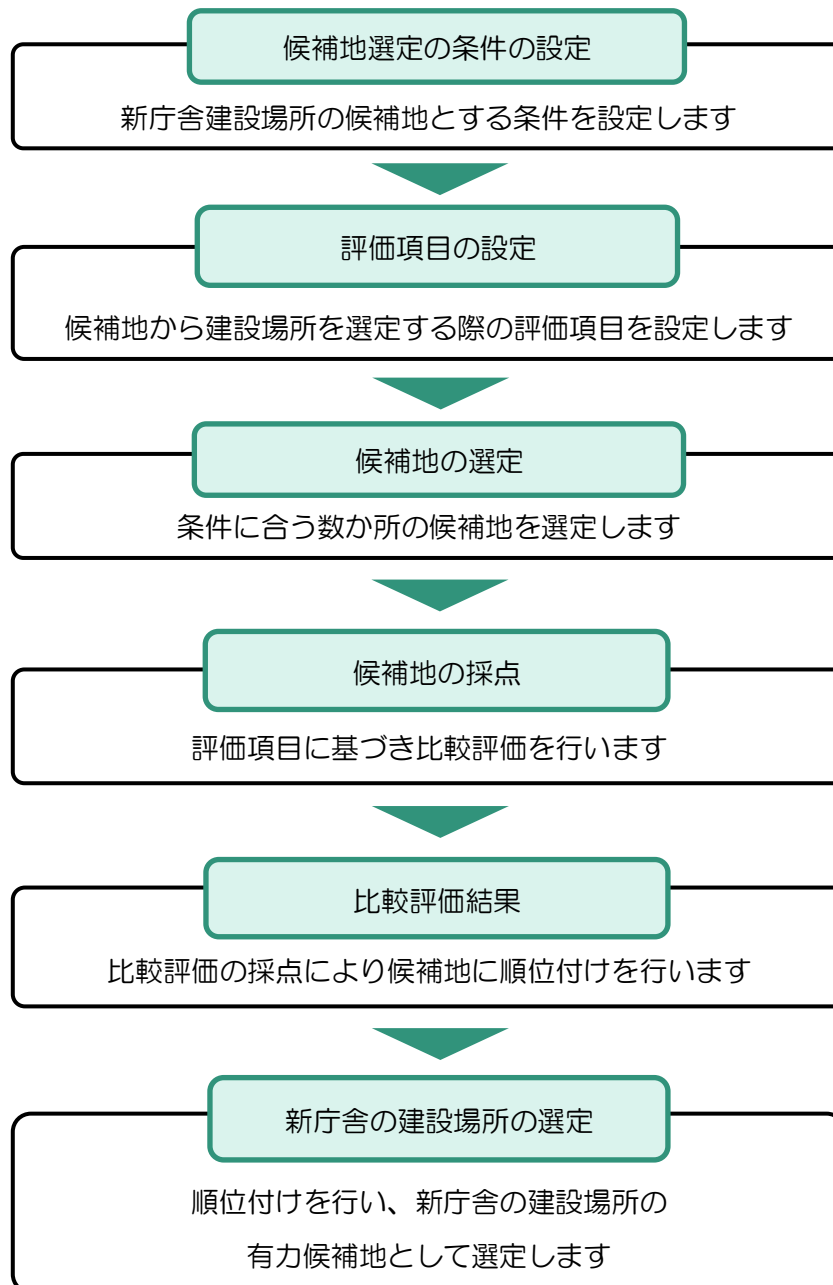 候補地選定の条件の設定
新庁舎建設場所の候補地とする条件を設定します
評価項目の設定
候補地から建設場所を選定する際の評価項目を設定します
候補地の選定
条件に合う数か所の候補地を選定します
候補地の採点
評価項目に基づき比較評価を行います
比較評価結果
比較評価の採点により候補地に順位付けを行います
新庁舎の建設場所の選定
順位付けを行い、新庁舎の建設場所の
有力候補地として選定します